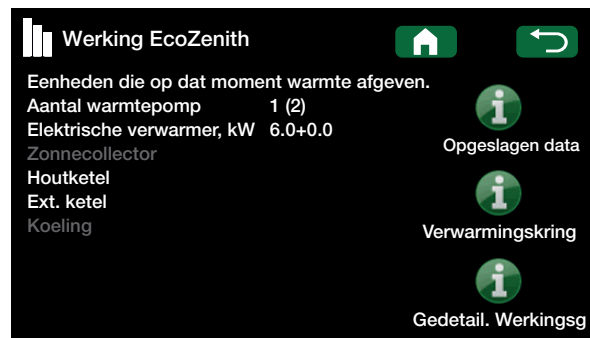 Werking EcoZenith
Eenheden die op dat moment warmte afgeven.
Aantal warmtepomp 1 (2)
Elektrische verwarmer, kW 6.0+0.0
Zonnecollector
Houtketel
Ext. ketel
Koeling
Opgeslagen data
Verwarmingskring
Gedetail. Werkingsg